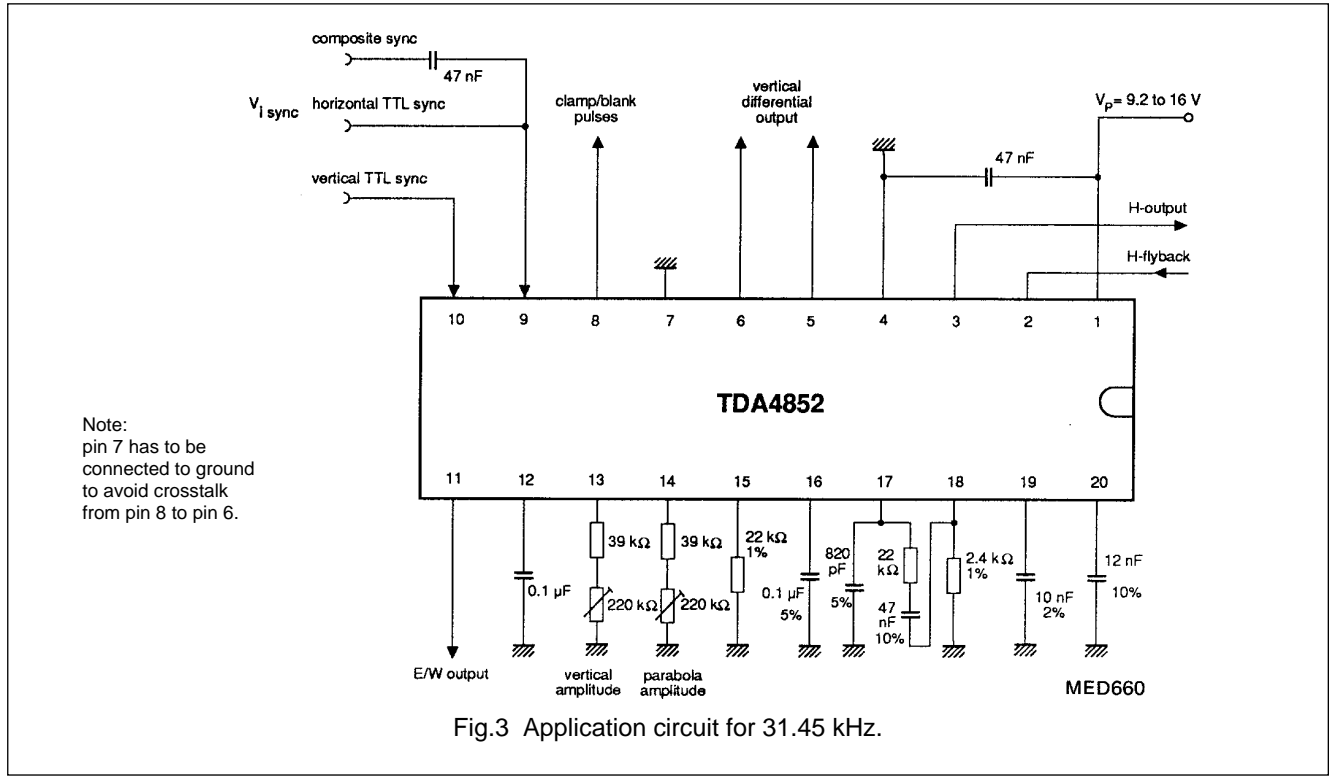 composite sync
47 nF
V i sync
horizontal TTL sync
vertical TTL sync
clamp/blank
pulses
vertical
differential
output
VP = 9.2 to 16 V
47 nF
H-output
H-flyback
10 9 8 7 6 5 4 3 2 1
TDA4852
Note:
pin 7 has to be
connected to ground
to avoid crosstalk
from pin 8 to pin 6.
11 12 13 14 15 16 17 18 19 20
0.1 µF
39 kΩ
220 kΩ
39 kΩ
220 kΩ
22 kΩ
1%
0.1 µF
5%
820
pF
5%
22
kΩ
47
nF
10%
2.4 kΩ
1%
10 nF
2%
12 nF
10%
E/W output
vertical
amplitude
parabola
amplitude
MED660
Fig.3 Application circuit for 31.45 kHz.